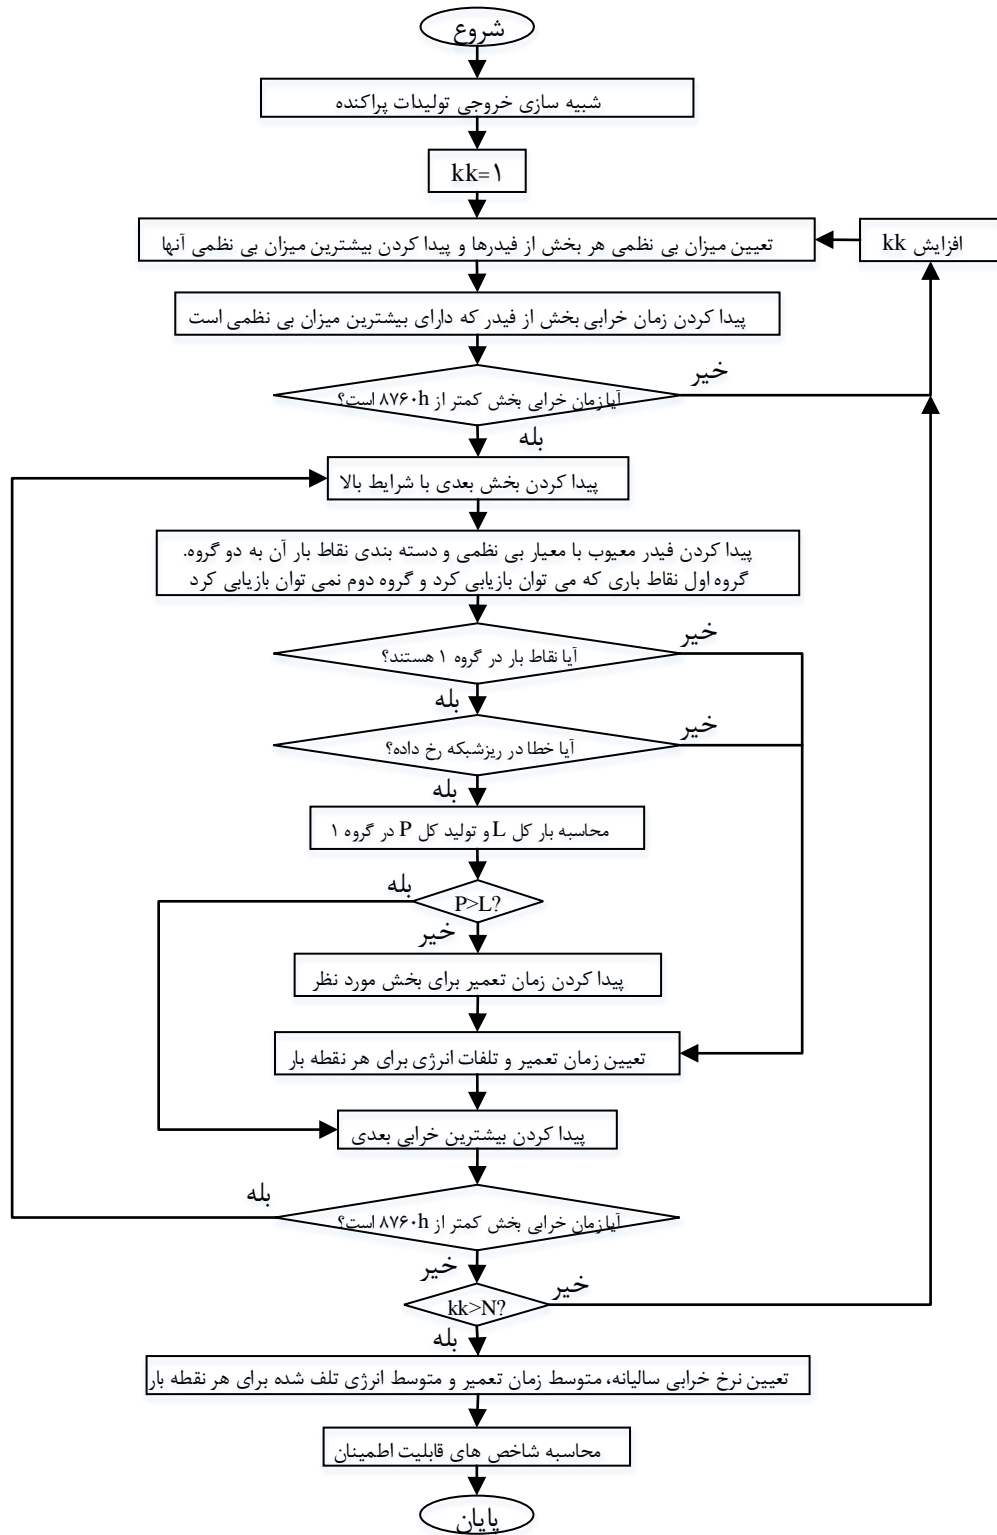 شروع
شبیه سازی خروجی تولیدات پراکنده
kk=۱
تعیین میزان بی نظمی هر بخش از فیدرها و پیدا کردن بیشترین میزان بی نظمی آنها
افزایش kk
پیدا کردن زمان خرابی بخش از فیدر که دارای بیشترین میزان بی نظمی است
خیر
آیا زمان خرابی بخش کمتر از ۸۷۶۰h است؟
بله
پیدا کردن بخش بعدی با شرایط بالا
پیدا کردن فیدر معیوب با معیار بی نظمی و دسته بندی نقاط بار آن به دو گروه.
گروه اول نقاط باری که می توان بازیابی کرد و گروه دوم نمی توان بازیابی کرد
خیر
آیا نقاط بار در گروه ۱ هستند؟
بله
خیر
آیا خطا در ریزشبکه رخ داده؟
بله
محاسبه بار کل L و تولید کل P در گروه ۱
بله
P>L?
خیر
پیدا کردن زمان تعمیر برای بخش مورد نظر
تعیین زمان تعمیر و تلفات انرژی برای هر نقطه بار
پیدا کردن بیشترین خرابی بعدی
بله
آیا زمان خرابی بخش کمتر از ۸۷۶۰h است؟
خیر
خیر
kk>N?
بله
تعیین نرخ خرابی سالیانه، متوسط زمان تعمیر و متوسط انرژی تلف شده برای هر نقطه بار
محاسبه شاخص های قابلیت اطمینان
پایان